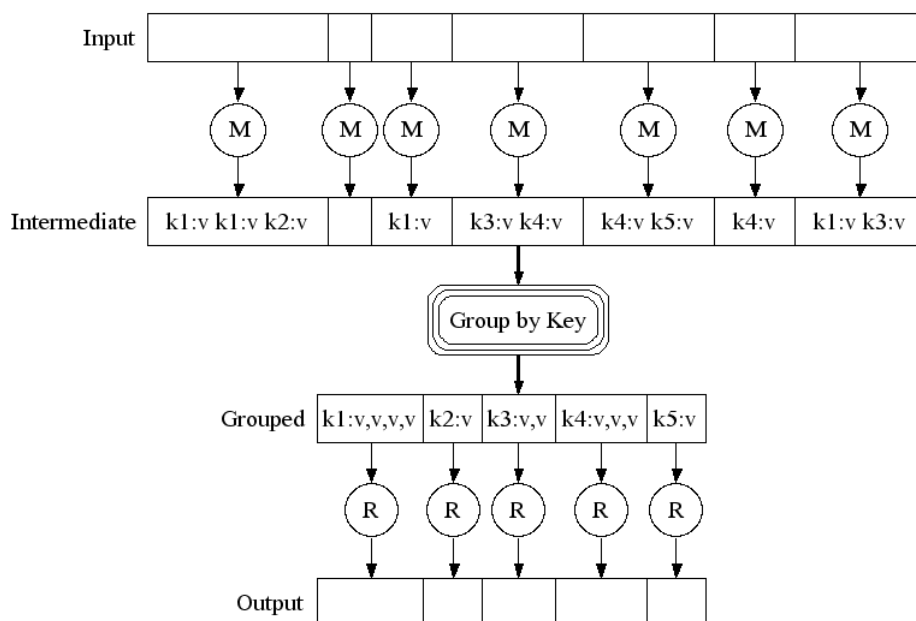 Input
M M M M M M M
Intermediate k1:v k1:v k2:v k1:v k3:v k4:v k4:v k5:v k4:v k1:v k3:v
Group by Key
Grouped k1:v,v,v,v k2:v k3:v,v k4:v,v,v k5:v
R R R R R
Output